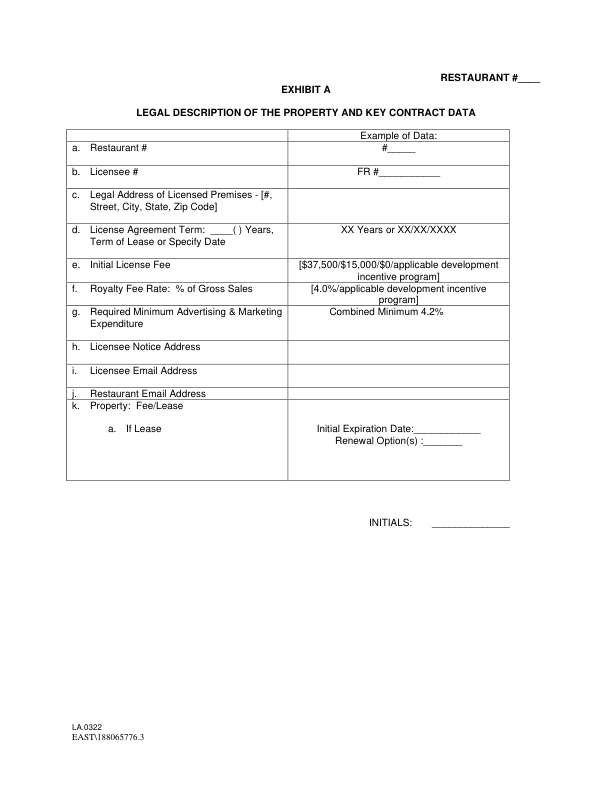 RESTAURANT #____
EXHIBIT A
LEGAL DESCRIPTION OF THE PROPERTY AND KEY CONTRACT DATA
Example of Data:
a. Restaurant # #_____
b. Licensee # FR #___________
c. Legal Address of Licensed Premises - [#,
Street, City, State, Zip Code]
d. License Agreement Term: ____( ) Years, XX Years or XX/XX/XXXX
Term of Lease or Specify Date
e. Initial License Fee [$37,500/$15,000/$0/applicable development
incentive program]
f. Royalty Fee Rate: % of Gross Sales [4.0%/applicable development incentive
program]
g. Required Minimum Advertising & Marketing Combined Minimum 4.2%
Expenditure
h. Licensee Notice Address
i. Licensee Email Address
j. Restaurant Email Address
k. Property: Fee/Lease
a. If Lease Initial Expiration Date:____________
Renewal Option(s) :_______
INITIALS: ______________
LA.0322
EAST\188065776.3